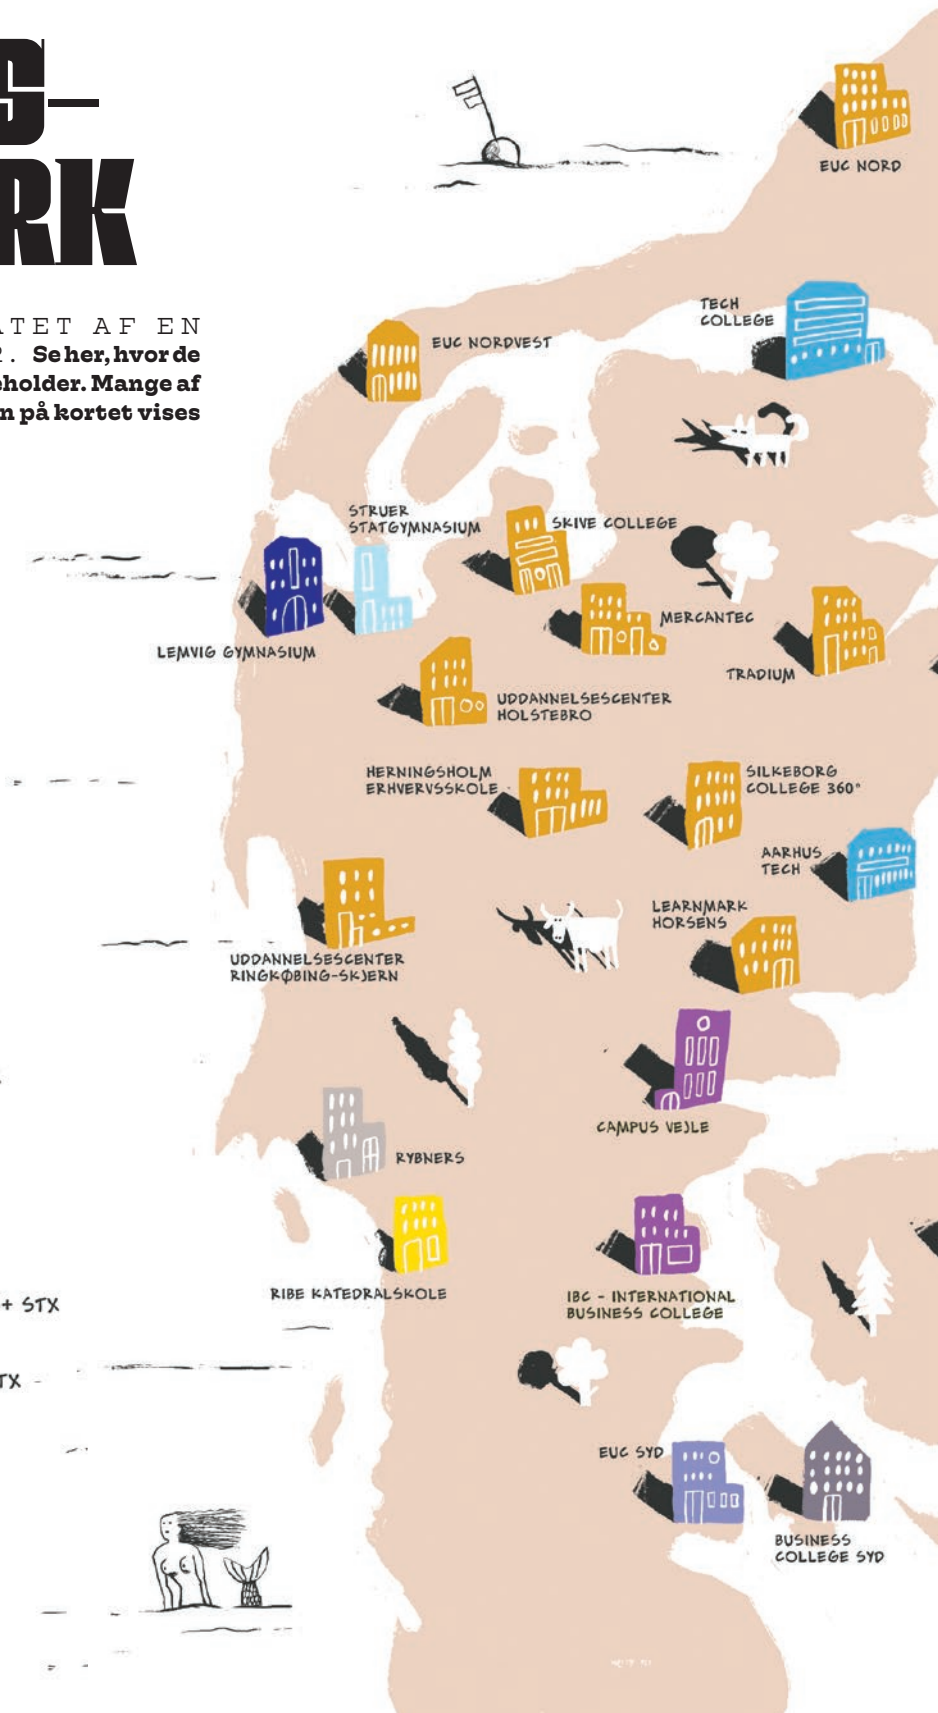 S-
RK
ATET AF EN
. Se her, hvor de
eholder. Mange af
n på kortet vises
EUC NORD
TECH
COLLEGE
EUC NORDVEST
STRUER
STATGYMNASIUM
SKIVE COLLEGE
MERCANTEC
LEMVIG GYMNASIUM
TRADIUM
UDDANNELSESCENTER
HOLSTEBRO
HERNINGSHOLM
ERHVERVSSKOLE
SILKEBORG
COLLEGE 360°
AARHUS
TECH
LEARNMARK
HORSENS
UDDANNELSESCENTER
RINGKØBING-SKJERN
CAMPUS VEJLE
RYBNERS
RIBE KATEDRALSKOLE
IBC - INTERNATIONAL
BUSINESS COLLEGE
+ STX
TX
EUC SYD
BUSINESS
COLLEGE SYD